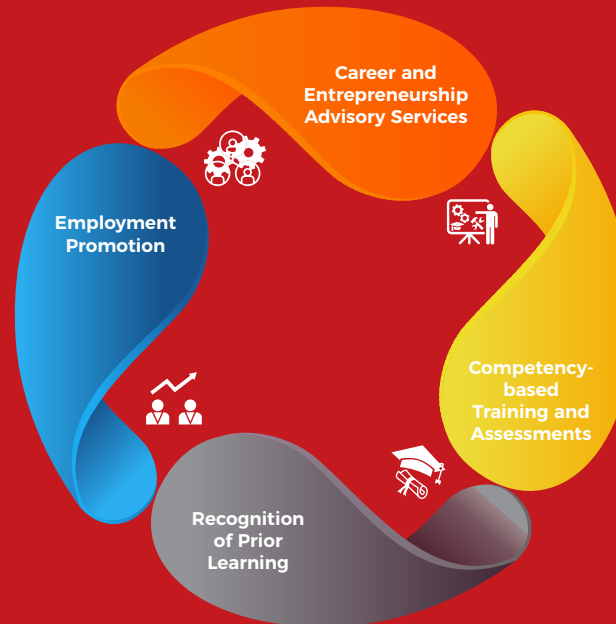 Career and
Entrepreneurship
Advisory Services
Employment
Promotion
Competency-
based
Training and
Assessments
Recognition
of Prior
Learning